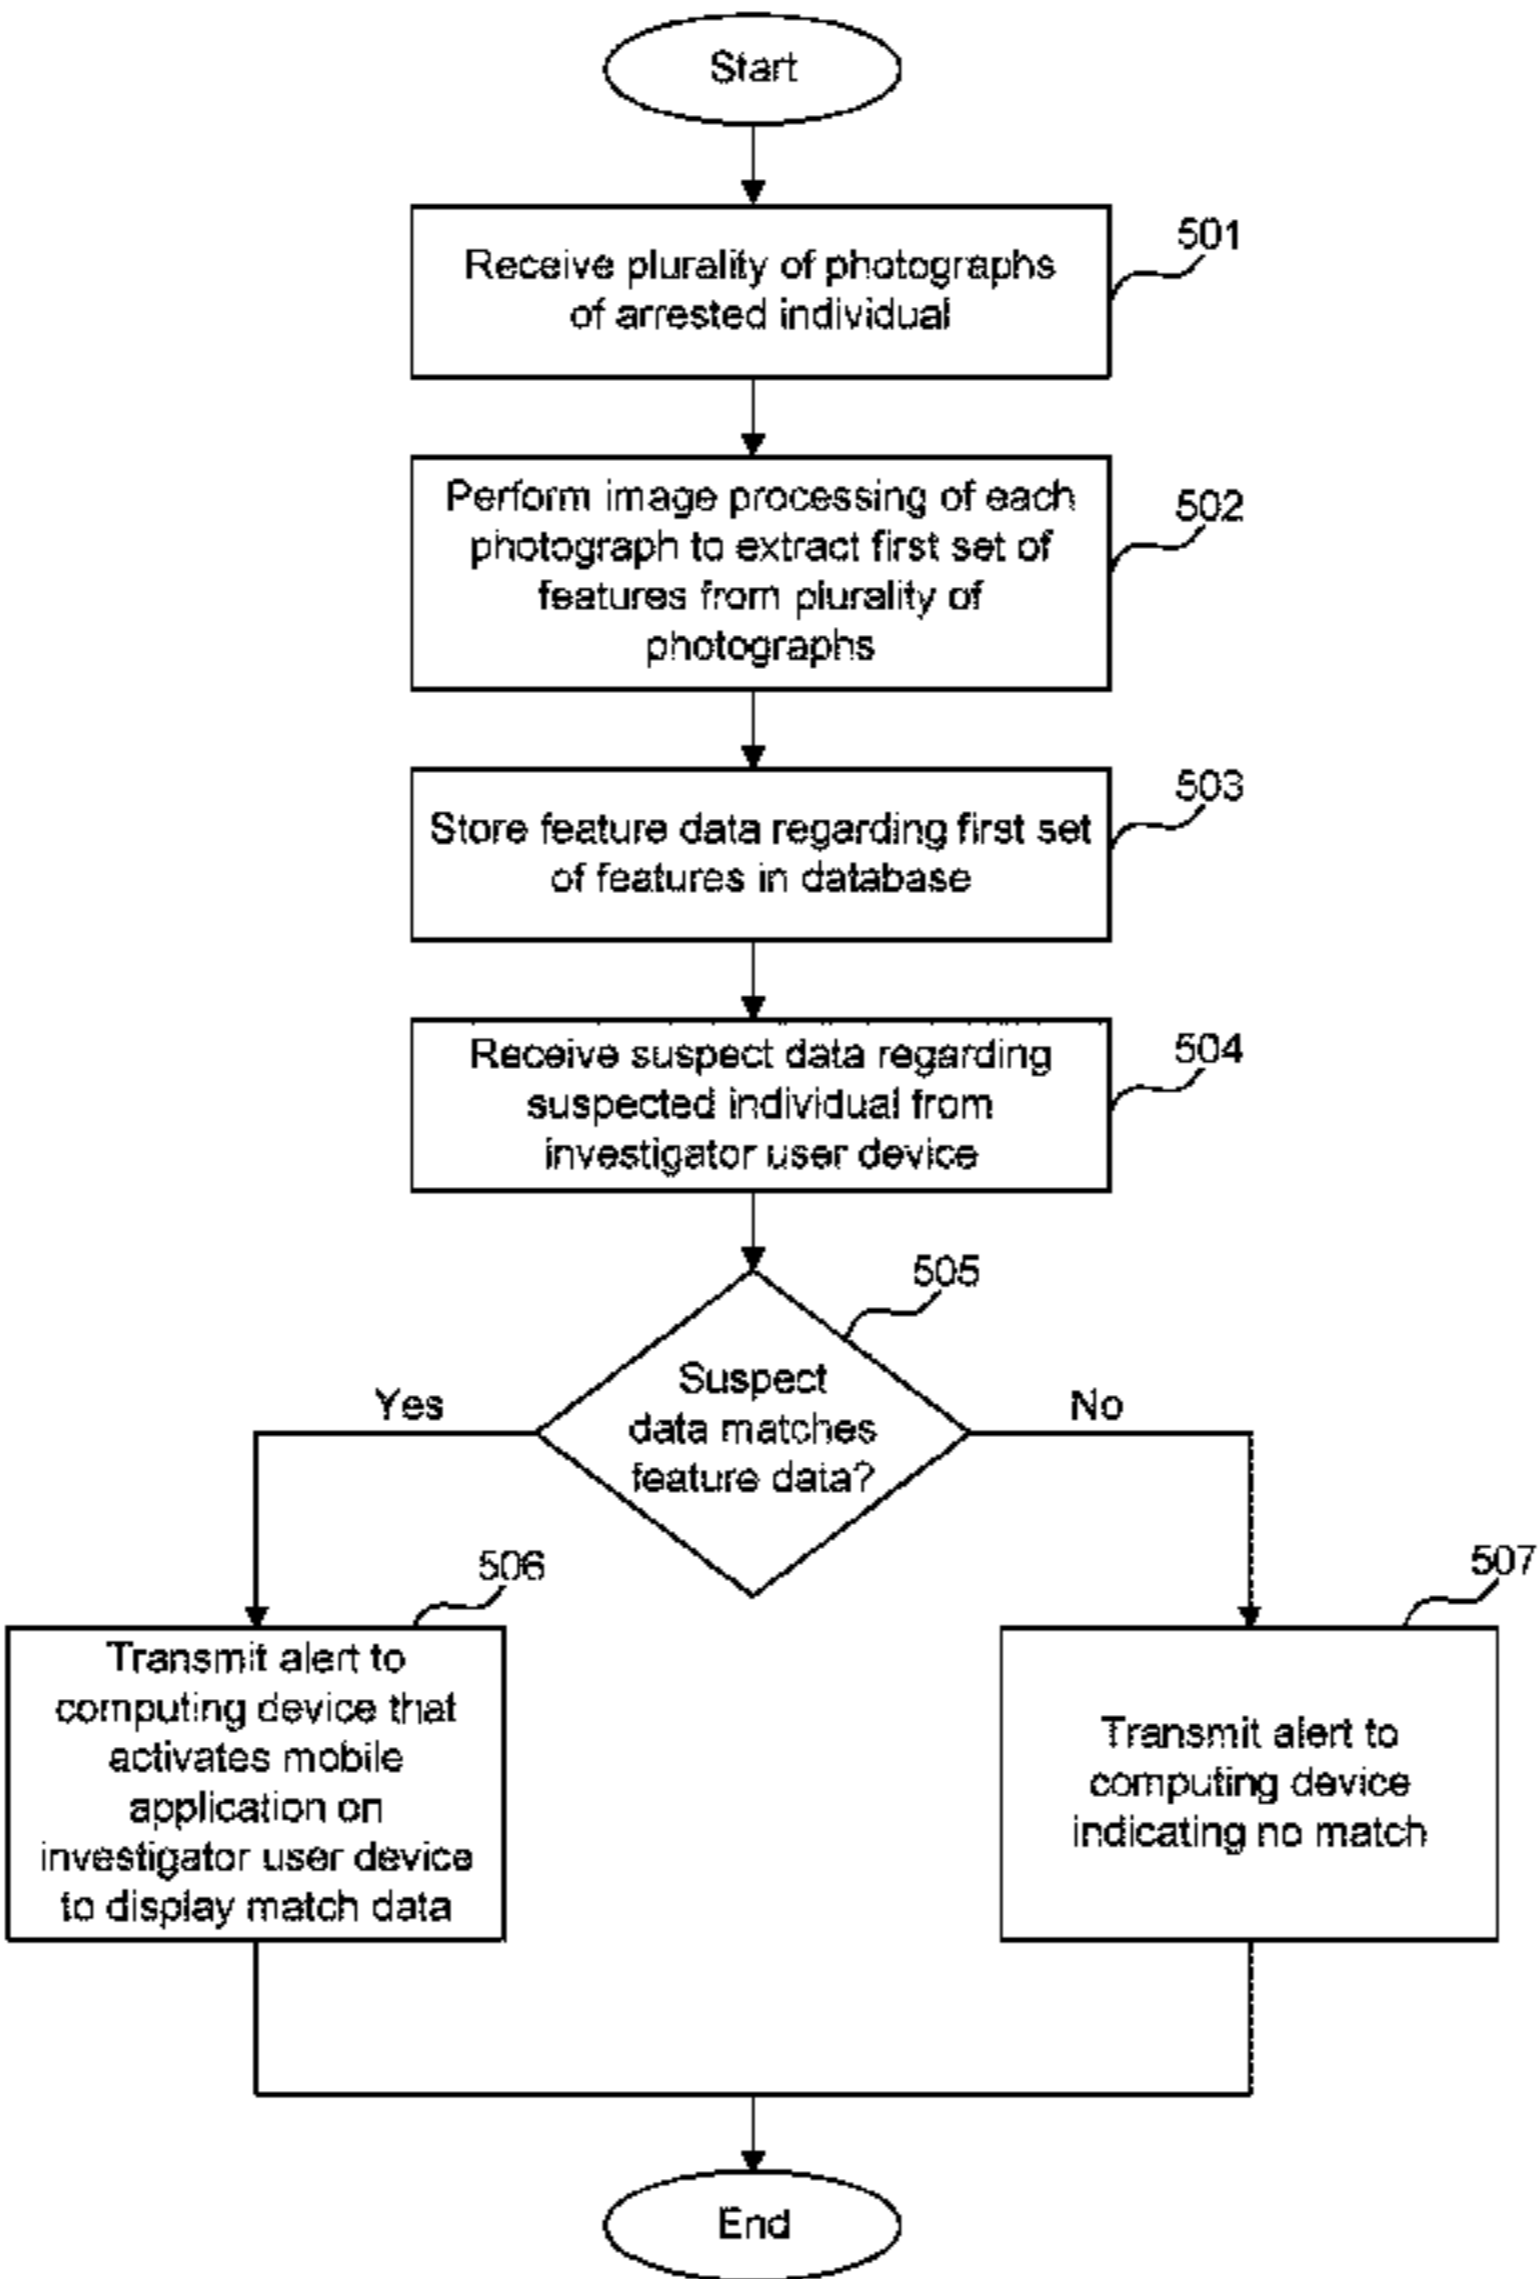 Start
Receive plurality of photographs
of arrested individual
501
Perform image processing of each
photograph to extract first set of
features from plurality of
photographs
502
Store feature data regarding first set
of features in database
503
Receive suspect data regarding
suspected individual from
investigator user device
504
505
Suspect
data matches
feature data?
Yes
No
506
Transmit alert to
computing device that
activates mobile
application on
investigator user device
to display match data
507
Transmit alert to
computing device
indicating no match
End